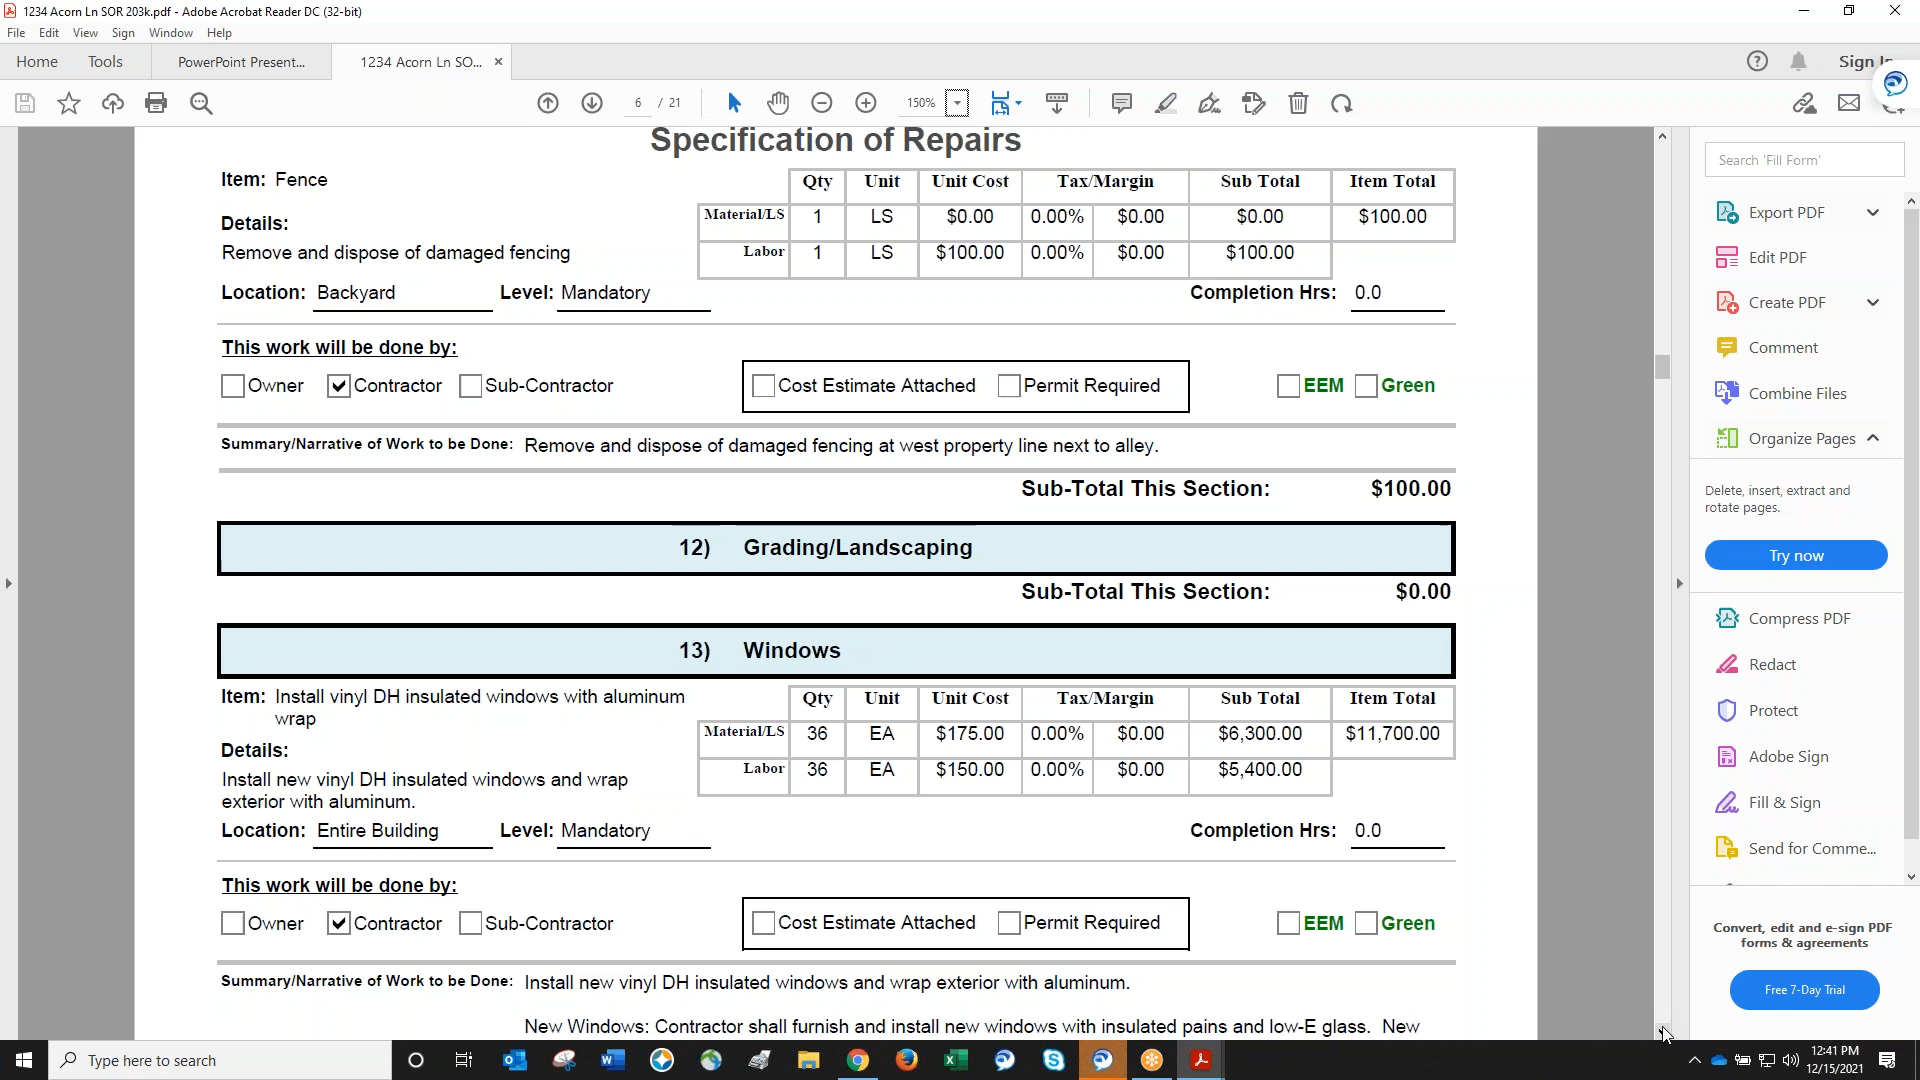 1234 Acorn Ln SOR 203k.pdf - Adobe Acrobat Reader DC (32-bit)
File Edit View Sign Window Help
Home Tools PowerPoint Present... 1234 Acorn Ln SO... × Sign
6 / 21 150%
Specification of Repairs
Item: Fence
Qty Unit Unit Cost Tax/Margin Sub Total Item Total
Material/LS 1 LS $0.00 0.00% $0.00 $0.00 $100.00
Details:
Remove and dispose of damaged fencing
Labor 1 LS $100.00 0.00% $0.00 $100.00
Location: Backyard Level: Mandatory Completion Hrs: 0.0
This work will be done by:
Owner Contractor Sub-Contractor Cost Estimate Attached Permit Required EEM Green
Summary/Narrative of Work to be Done: Remove and dispose of damaged fencing at west property line next to alley.
Sub-Total This Section: $100.00
12) Grading/Landscaping
Sub-Total This Section: $0.00
13) Windows
Item: Install vinyl DH insulated windows with aluminum
wrap
Qty Unit Unit Cost Tax/Margin Sub Total Item Total
Material/LS 36 EA $175.00 0.00% $0.00 $6,300.00 $11,700.00
Details:
Labor 36 EA $150.00 0.00% $0.00 $5,400.00
Install new vinyl DH insulated windows and wrap
exterior with aluminum.
Location: Entire Building Level: Mandatory Completion Hrs: 0.0
This work will be done by:
Owner Contractor Sub-Contractor Cost Estimate Attached Permit Required EEM Green
Summary/Narrative of Work to be Done: Install new vinyl DH insulated windows and wrap exterior with aluminum.
New Windows: Contractor shall furnish and install new windows with insulated pains and low-E glass. New
Search 'Fill Form'
Export PDF
Edit PDF
Create PDF
Comment
Combine Files
Organize Pages
Delete, insert, extract and
rotate pages.
Try now
Compress PDF
Redact
Protect
Adobe Sign
Fill & Sign
Send for Comme...
Convert, edit and e-sign PDF
forms & agreements
Free 7-Day Trial
Type here to search
12:41 PM
12/15/2021